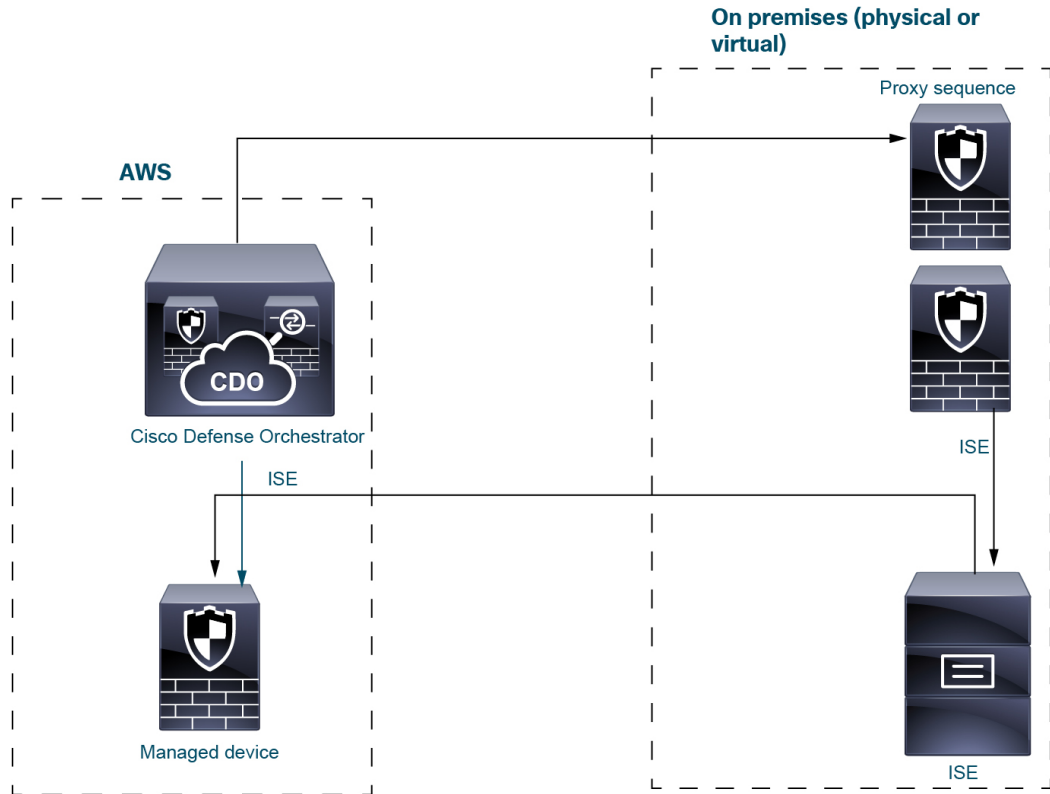 On premises (physical or
virtual)
Proxy sequence
AWS
CDO
Cisco Defense Orchestrator
ISE
ISE
Managed device
ISE